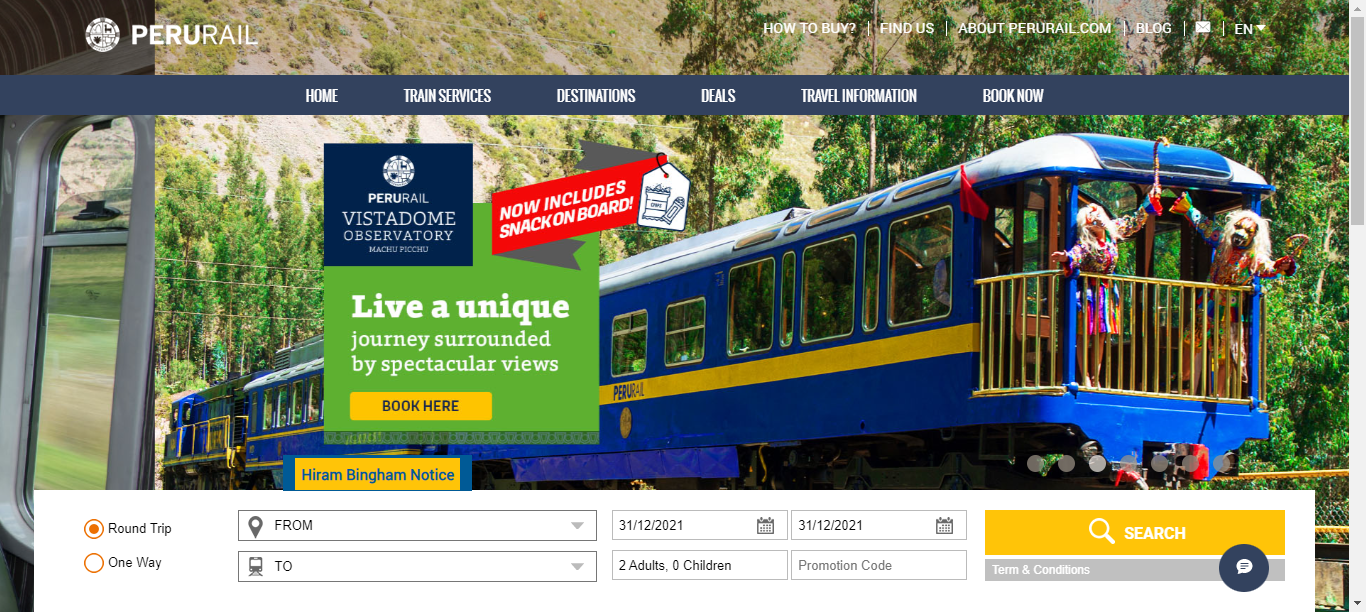 PERURAIL
HOW TO BUY? FIND US ABOUT PERURAIL.COM BLOG EN
HOME TRAIN SERVICES DESTINATIONS DEALS TRAVEL INFORMATION BOOK NOW
PERURAIL
VISTADOME
OBSERVATORY
MACHU PICCHU
NOW INCLUDES
SNACK ON BOARD!
Live a unique
journey surrounded
by spectacular views
BOOK HERE
PERURAIL
Hiram Bingham Notice
Round Trip
One Way
FROM
TO
31/12/2021 31/12/2021
2 Adults, 0 Children Promotion Code
SEARCH
Term & Conditions